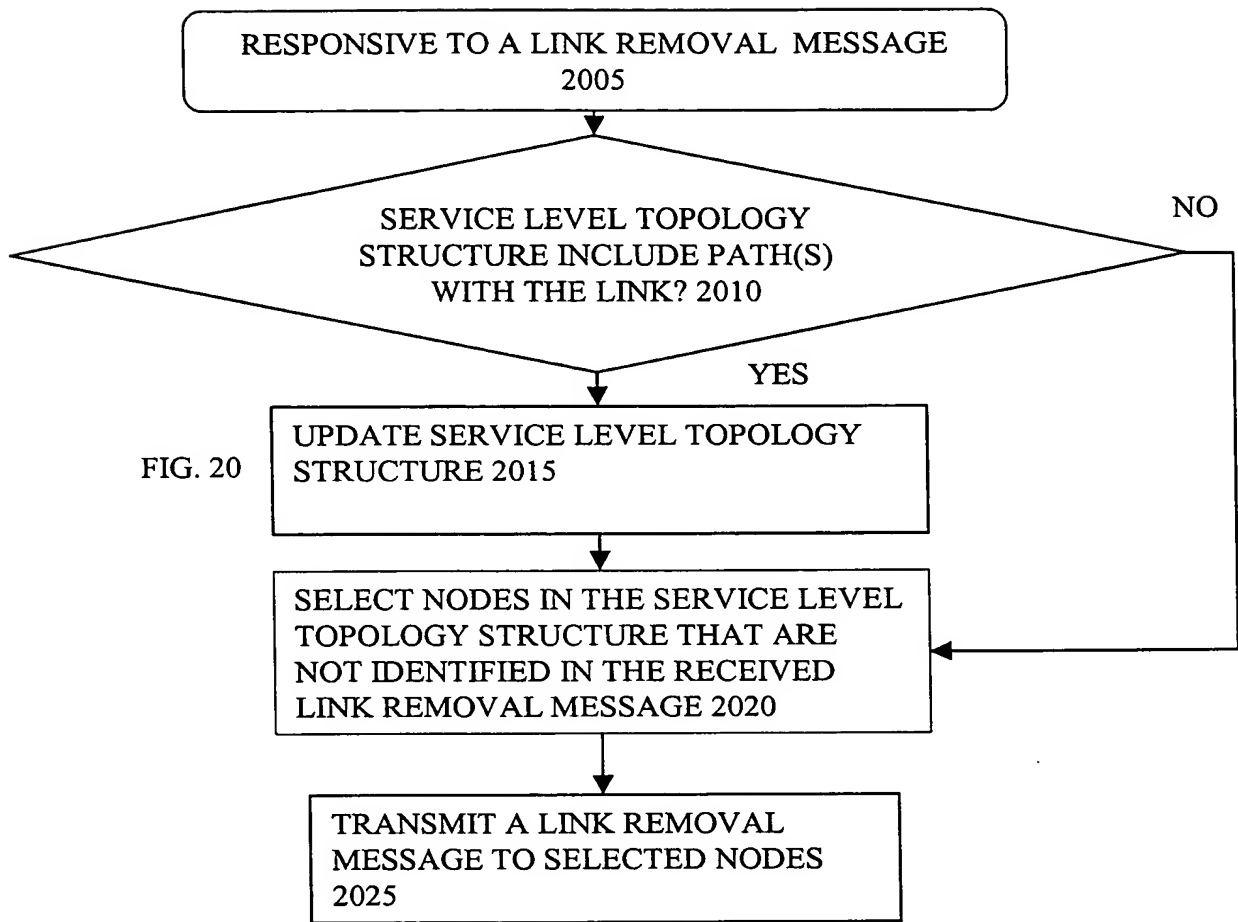 RESPONSIVE TO A LINK REMOVAL MESSAGE
2005
SERVICE LEVEL TOPOLOGY
STRUCTURE INCLUDE PATH(S)
WITH THE LINK? 2010
NO
YES
UPDATE SERVICE LEVEL TOPOLOGY
STRUCTURE 2015
FIG. 20
SELECT NODES IN THE SERVICE LEVEL
TOPOLOGY STRUCTURE THAT ARE
NOT IDENTIFIED IN THE RECEIVED
LINK REMOVAL MESSAGE 2020
TRANSMIT A LINK REMOVAL
MESSAGE TO SELECTED NODES
2025